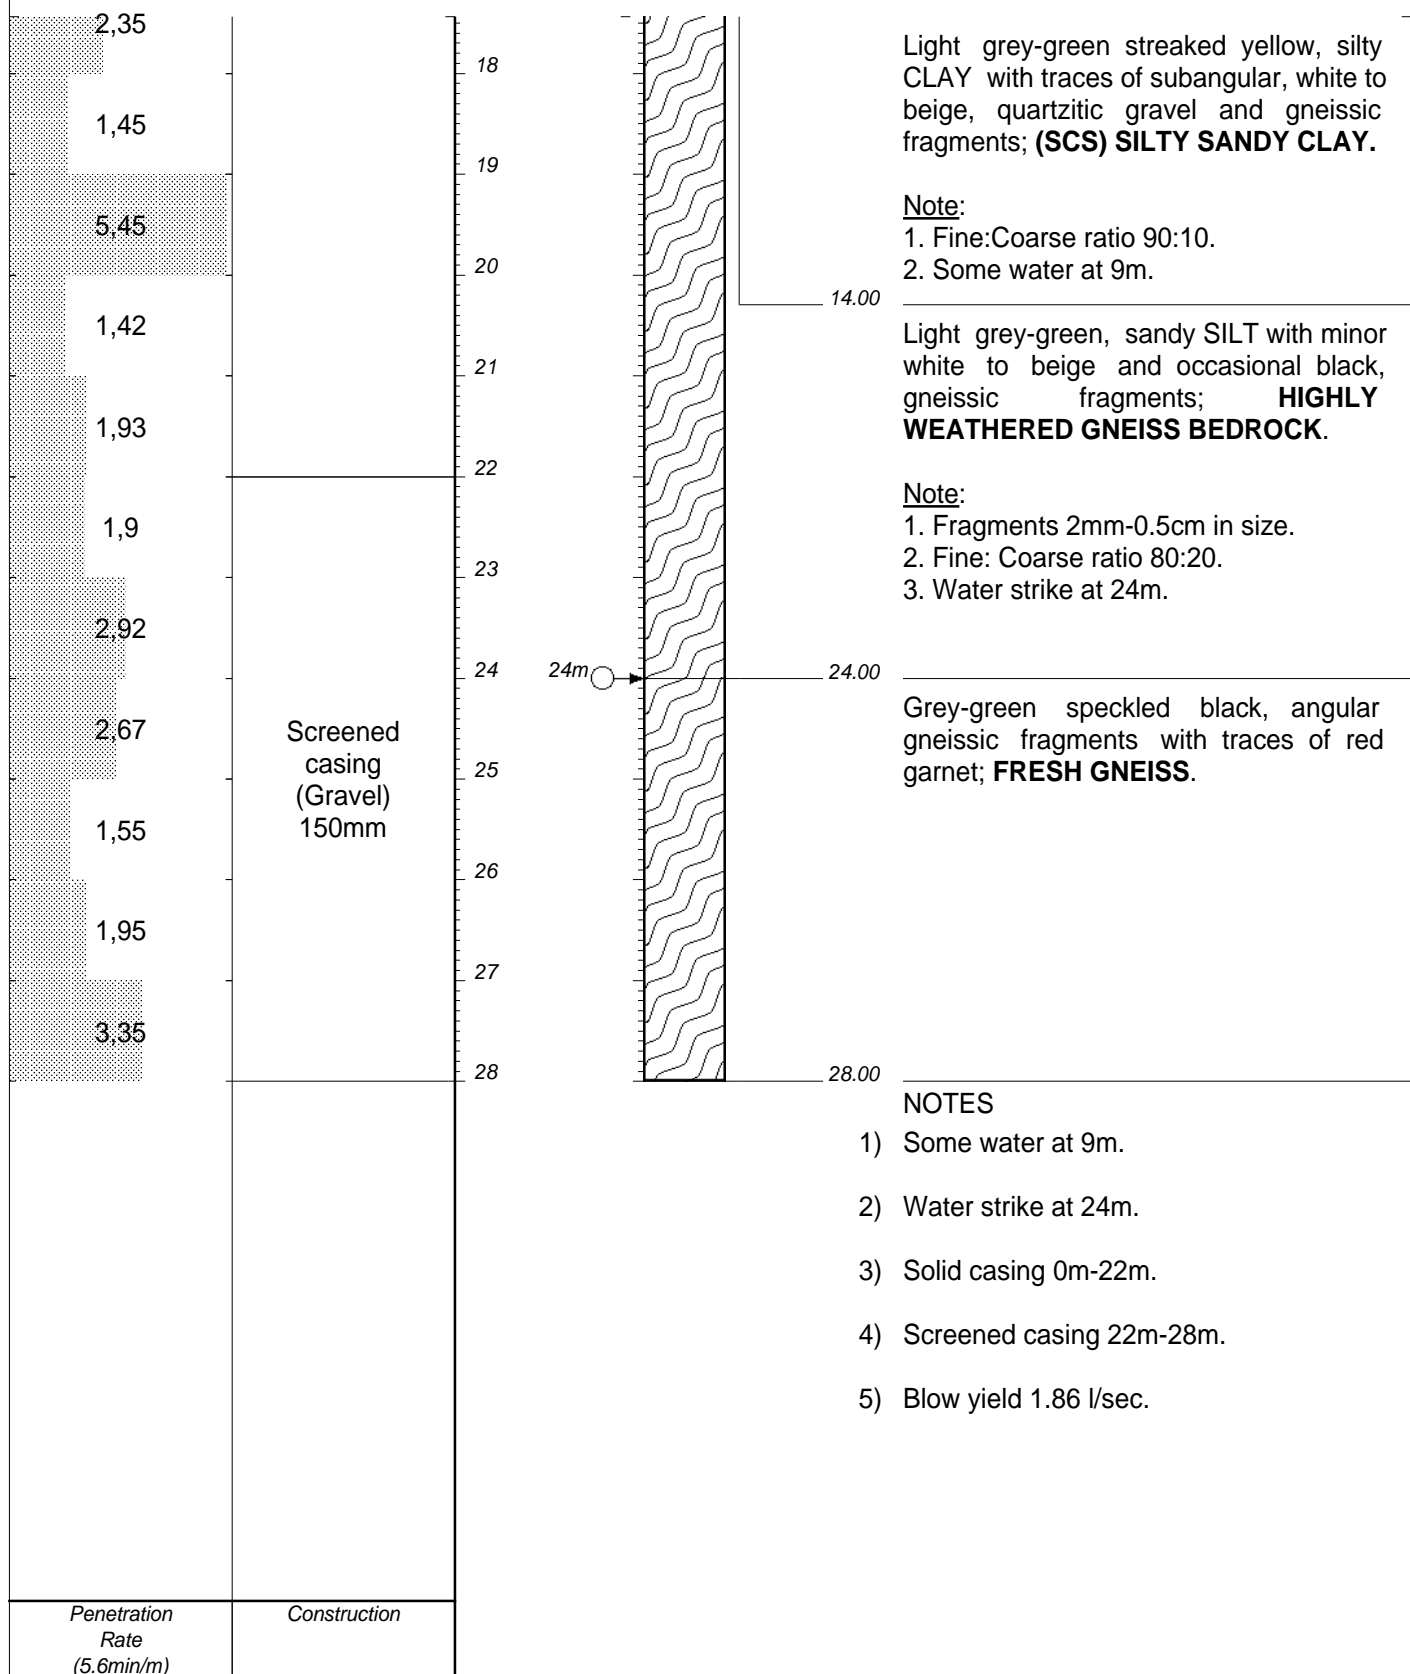 2,35
18
1,45
19
5,45
20
1,42
21
1,93
22
1,9
23
2,92
24
2,67
Screened
casing
(Gravel)
150mm
25
1,55
26
1,95
27
3,35
28
24m
Light grey-green streaked yellow, silty
CLAY with traces of subangular, white to
beige, quartzitic gravel and gneissic
fragments; (SCS) SILTY SANDY CLAY.
Note:
1. Fine:Coarse ratio 90:10.
2. Some water at 9m.
14.00
Light grey-green, sandy SILT with minor
white to beige and occasional black,
gneissic fragments; HIGHLY
WEATHERED GNEISS BEDROCK.
Note:
1. Fragments 2mm-0.5cm in size.
2. Fine: Coarse ratio 80:20.
3. Water strike at 24m.
24.00
Grey-green speckled black, angular
gneissic fragments with traces of red
garnet; FRESH GNEISS.
28.00
NOTES
1) Some water at 9m.
2) Water strike at 24m.
3) Solid casing 0m-22m.
4) Screened casing 22m-28m.
5) Blow yield 1.86 l/sec.
Penetration
Rate
(5.6min/m)
Construction